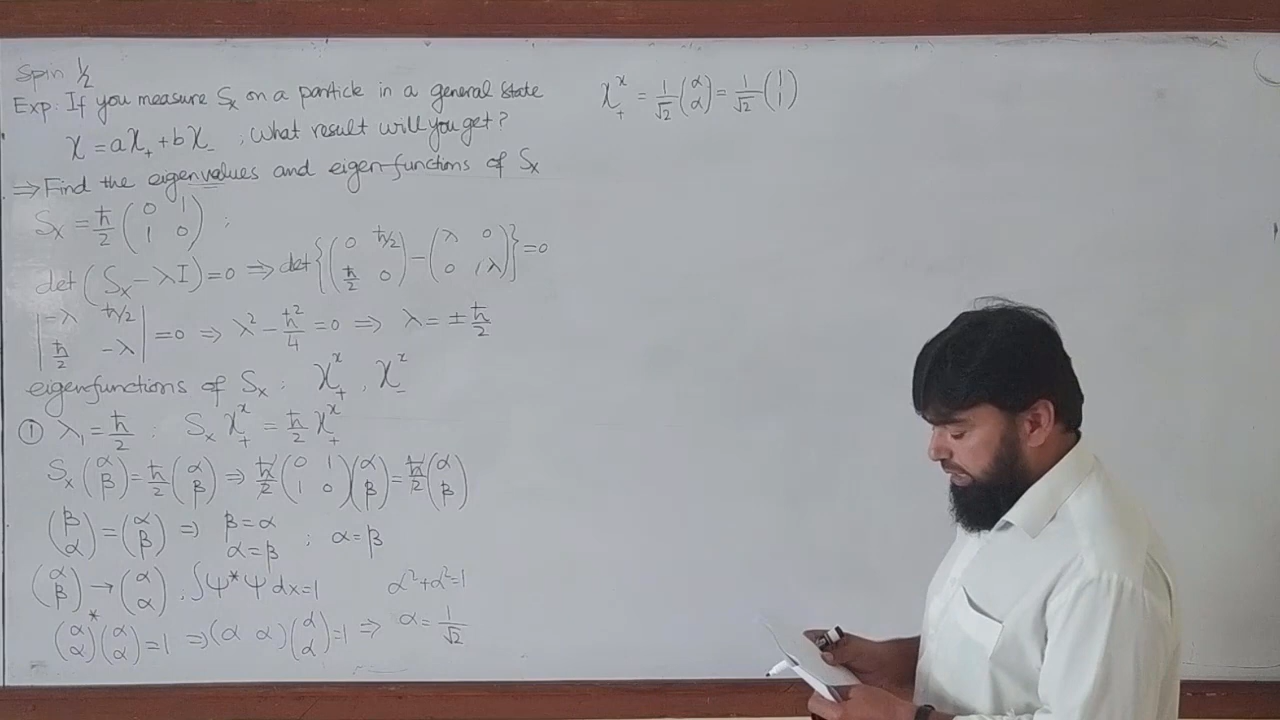 Spin 1/2
Exp: If you measure Sₓ on a particle in a general state
χ = aχ₊ + bχ₋ ; What result will you get?
⇒ Find the eigenvalues and eigen-functions of Sₓ
Sₓ = ħ/2 (0 1; 1 0) ;
det(Sₓ − λI) = 0 ⇒ det{(0 ħ/2; ħ/2 0) − (λ 0; 0 λ)} = 0
|−λ ħ/2; ħ/2 −λ| = 0 ⇒ λ² − ħ²/4 = 0 ⇒ λ = ± ħ/2
eigenfunctions of Sₓ : χ₊ˣ , χ₋ˣ
① λ₁ = ħ/2 : Sₓ χ₊ˣ = ħ/2 χ₊ˣ
Sₓ (α; β) = ħ/2 (α; β) ⇒ ħ/2 (0 1; 1 0)(α; β) = ħ/2 (α; β)
(β; α) = (α; β) ⇒ β = α α = β ; α = β
(α; β) → (α; α) ; ∫ψ*ψ dx = 1 α² + α² = 1
(α; α)* (α; α) = 1 ⇒ (α α)(α; α) = 1 ⇒ α = 1/√2
χ₊ˣ = 1/√2 (α; α) = 1/√2 (1; 1)